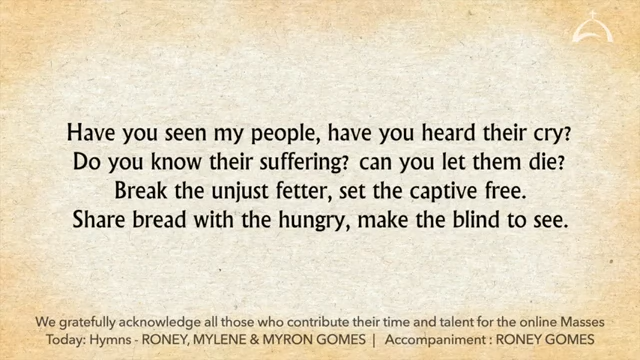 Have you seen my people, have you heard their cry?
Do you know their suffering? can you let them die?
Break the unjust fetter, set the captive free.
Share bread with the hungry, make the blind to see.
We gratefully acknowledge all those who contribute their time and talent for the online Masses
Today: Hymns - RONEY, MYLENE & MYRON GOMES | Accompaniment : RONEY GOMES